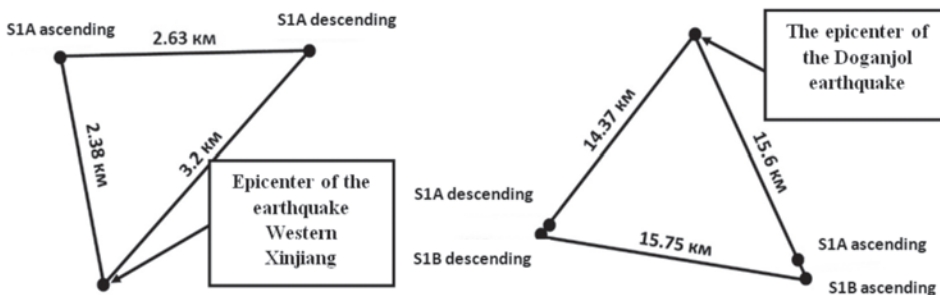 S1A ascending
2.63 км
S1A descending
2.38 км
3.2 км
Epicenter of the
earthquake
Western
Xinjiang
The epicenter of
the Doganjol
earthquake
14.37 км
15.6 км
S1A descending
S1B descending
15.75 км
S1A ascending
S1B ascending